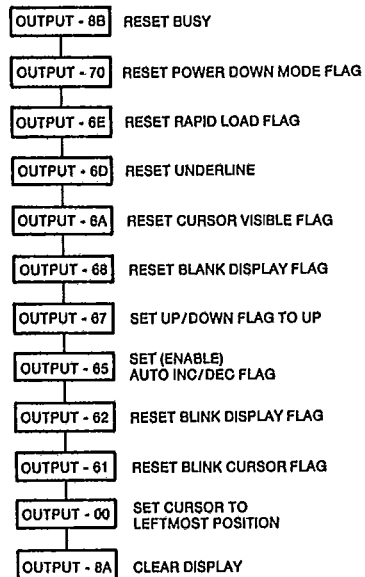 OUTPUT - 8B RESET BUSY
OUTPUT - 70 RESET POWER DOWN MODE FLAG
OUTPUT - 6E RESET RAPID LOAD FLAG
OUTPUT - 6D RESET UNDERLINE
OUTPUT - 6A RESET CURSOR VISIBLE FLAG
OUTPUT - 68 RESET BLANK DISPLAY FLAG
OUTPUT - 67 SET UP/DOWN FLAG TO UP
OUTPUT - 65 SET (ENABLE)
AUTO INC/DEC FLAG
OUTPUT - 62 RESET BLINK DISPLAY FLAG
OUTPUT - 61 RESET BLINK CURSOR FLAG
OUTPUT - 00 SET CURSOR TO
LEFTMOST POSITION
OUTPUT - 8A CLEAR DISPLAY